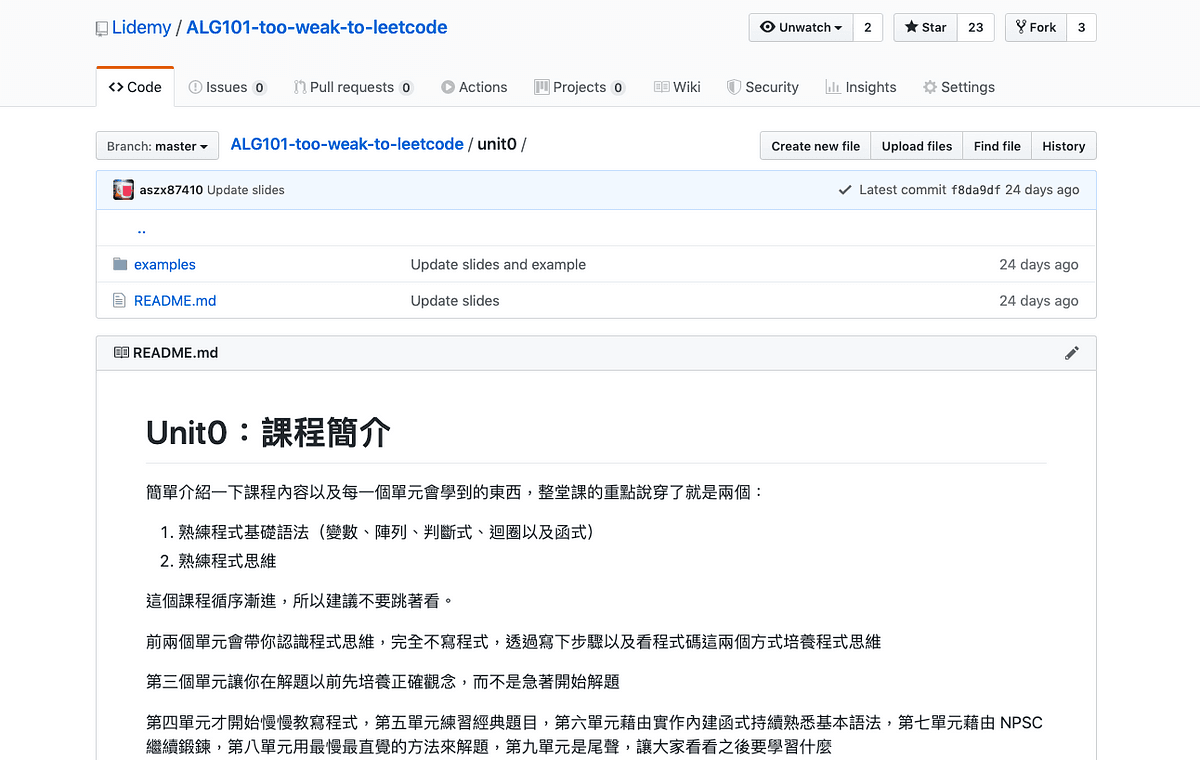 Lidemy / ALG101-too-weak-to-leetcode
Unwatch 2 Star 23 Fork 3
Code Issues 0 Pull requests 0 Actions Projects 0 Wiki Security Insights Settings
Branch: master ALG101-too-weak-to-leetcode / unit0 / Create new file Upload files Find file History
aszx87410 Update slides Latest commit f8da9df 24 days ago
..
examples Update slides and example 24 days ago
README.md Update slides 24 days ago
README.md
Unit0：課程簡介
簡單介紹一下課程內容以及每一個單元會學到的東西，整堂課的重點說穿了就是兩個：
1. 熟練程式基礎語法（變數、陣列、判斷式、迴圈以及函式）
2. 熟練程式思維
這個課程循序漸進，所以建議不要跳著看。
前兩個單元會帶你認識程式思維，完全不寫程式，透過寫下步驟以及看程式碼這兩個方式培養程式思維
第三個單元讓你在解題以前先培養正確觀念，而不是急著開始解題
第四單元才開始慢慢教寫程式，第五單元練習經典題目，第六單元藉由實作內建函式持續熟悉基本語法，第七單元藉由 NPSC
繼續鍛鍊，第八單元用最慢最直覺的方法來解題，第九單元是尾聲，讓大家看看之後要學習什麼